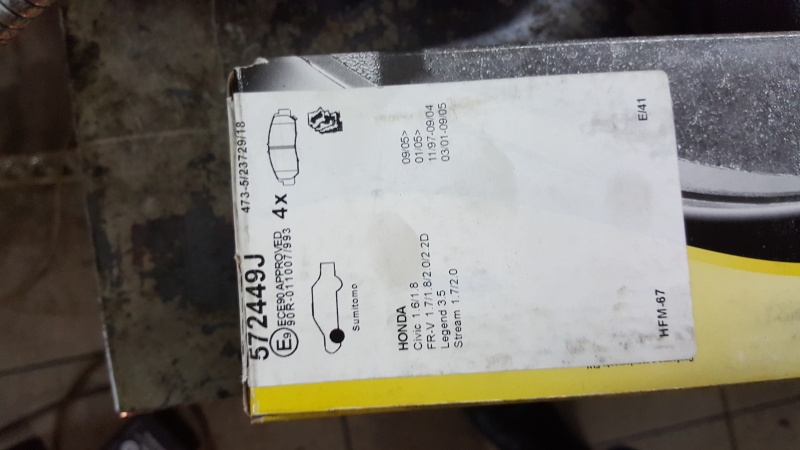 473-5/23729/18
572449J
E9 ECE90 APPROVED
90R-011007/993
4x
Sumitomo
HONDA
Civic 1.6/1.8 09/05>
FR-V 1.7/1.8/2.0/2.2D 01/05>
Legend 3.5 11/97-09/04
Stream 1.7/2.0 03/01-09/05
HFM-67
E/41